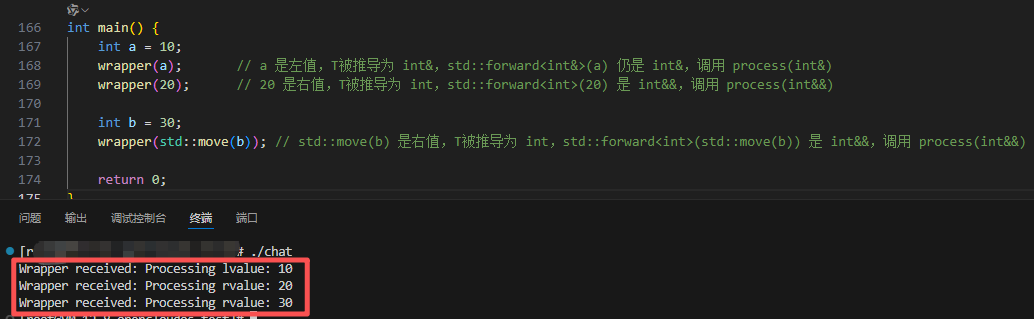 166 int main() {
167 int a = 10;
168 wrapper(a); // a 是左值，T被推导为 int&，std::forward<int&>(a) 仍是 int&，调用 process(int&)
169 wrapper(20); // 20 是右值，T被推导为 int，std::forward<int>(20) 是 int&&，调用 process(int&&)
170
171 int b = 30;
172 wrapper(std::move(b)); // std::move(b) 是右值，T被推导为 int，std::forward<int>(std::move(b)) 是 int&&，调用 process(int&&)
173
174 return 0;
175 }
问题 输出 调试控制台 终端 端口
[r # ./chat
Wrapper received: Processing lvalue: 10
Wrapper received: Processing rvalue: 20
Wrapper received: Processing rvalue: 30